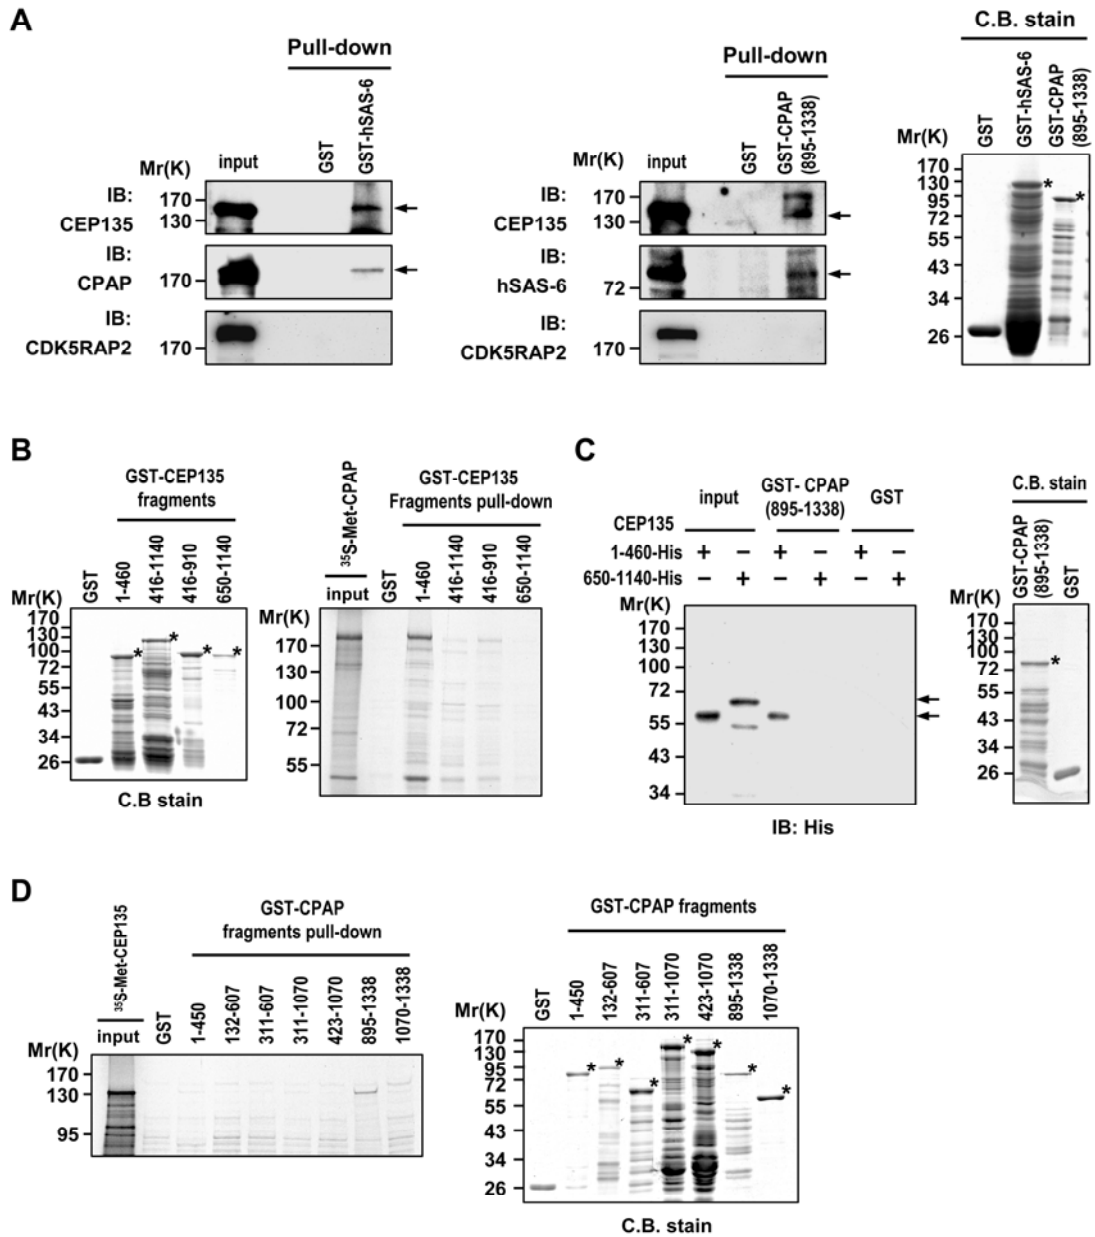 A
Pull-down
GST
GST-hSAS-6
input
Mr(K)
IB:
CEP135
170
130
IB:
CPAP
170
IB:
CDK5RAP2
170
Pull-down
GST
GST-CPAP
(895-1338)
input
Mr(K)
IB:
CEP135
170
130
IB:
hSAS-6
72
IB:
CDK5RAP2
170
C.B. stain
GST
GST-hSAS-6
GST-CPAP
(895-1338)
Mr(K)
170
130
95
72
55
43
34
26
*
*
B
GST-CEP135
fragments
GST
1-460
416-1140
416-910
650-1140
Mr(K)
170
130
100
72
55
43
34
26
*
*
*
*
C.B stain
35S-Met-CPAP
input
GST-CEP135
Fragments pull-down
GST
1-460
416-1140
416-910
650-1140
Mr(K)
170
130
100
72
55
C
input
GST- CPAP
(895-1338)
GST
CEP135
1-460-His + − + − + −
650-1140-His − + − + − +
Mr(K)
170
130
100
72
55
43
34
IB: His
C.B. stain
GST-CPAP
(895-1338)
GST
Mr(K)
170
130
100
72
55
43
34
26
*
D
35S-Met-CEP135
input
GST-CPAP
fragments pull-down
GST
1-450
132-607
311-607
311-1070
423-1070
895-1338
1070-1338
Mr(K)
170
130
95
GST-CPAP fragments
GST
1-450
132-607
311-607
311-1070
423-1070
895-1338
1070-1338
Mr(K)
170
130
95
72
55
43
34
26
*
*
*
*
*
*
*
C.B. stain